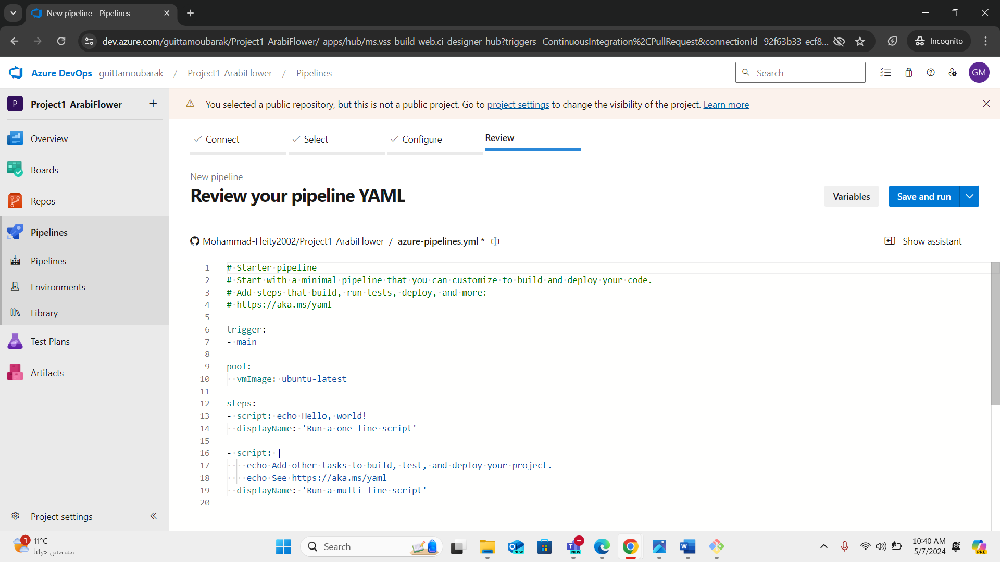 New pipeline - Pipelines
dev.azure.com/guittamoubarak/Project1_ArabiFlower/_apps/hub/ms.vss-build-web.ci-designer-hub?triggers=ContinuousIntegration%2CPullRequest&connectionId=92f63b33-ecf8...
Incognito
Azure DevOps guittamoubarak / Project1_ArabiFlower / Pipelines
Search
GM
P Project1_ArabiFlower
You selected a public repository, but this is not a public project. Go to project settings to change the visibility of the project. Learn more
Overview
Boards
Repos
Pipelines
Pipelines
Environments
Library
Test Plans
Artifacts
Project settings
Connect
Select
Configure
Review
New pipeline
Review your pipeline YAML
Variables
Save and run
Mohammad-Fleity2002/Project1_ArabiFlower / azure-pipelines.yml *
Show assistant
1 # Starter pipeline
2 # Start with a minimal pipeline that you can customize to build and deploy your code.
3 # Add steps that build, run tests, deploy, and more:
4 # https://aka.ms/yaml
5
6 trigger:
7 - main
8
9 pool:
10 vmImage: ubuntu-latest
11
12 steps:
13 - script: echo Hello, world!
14 displayName: 'Run a one-line script'
15
16 - script: |
17 echo Add other tasks to build, test, and deploy your project.
18 echo See https://aka.ms/yaml
19 displayName: 'Run a multi-line script'
20
1
11°C
مشمس جزئيًا
Search
NEW
NEW
10:40 AM
5/7/2024
PRE